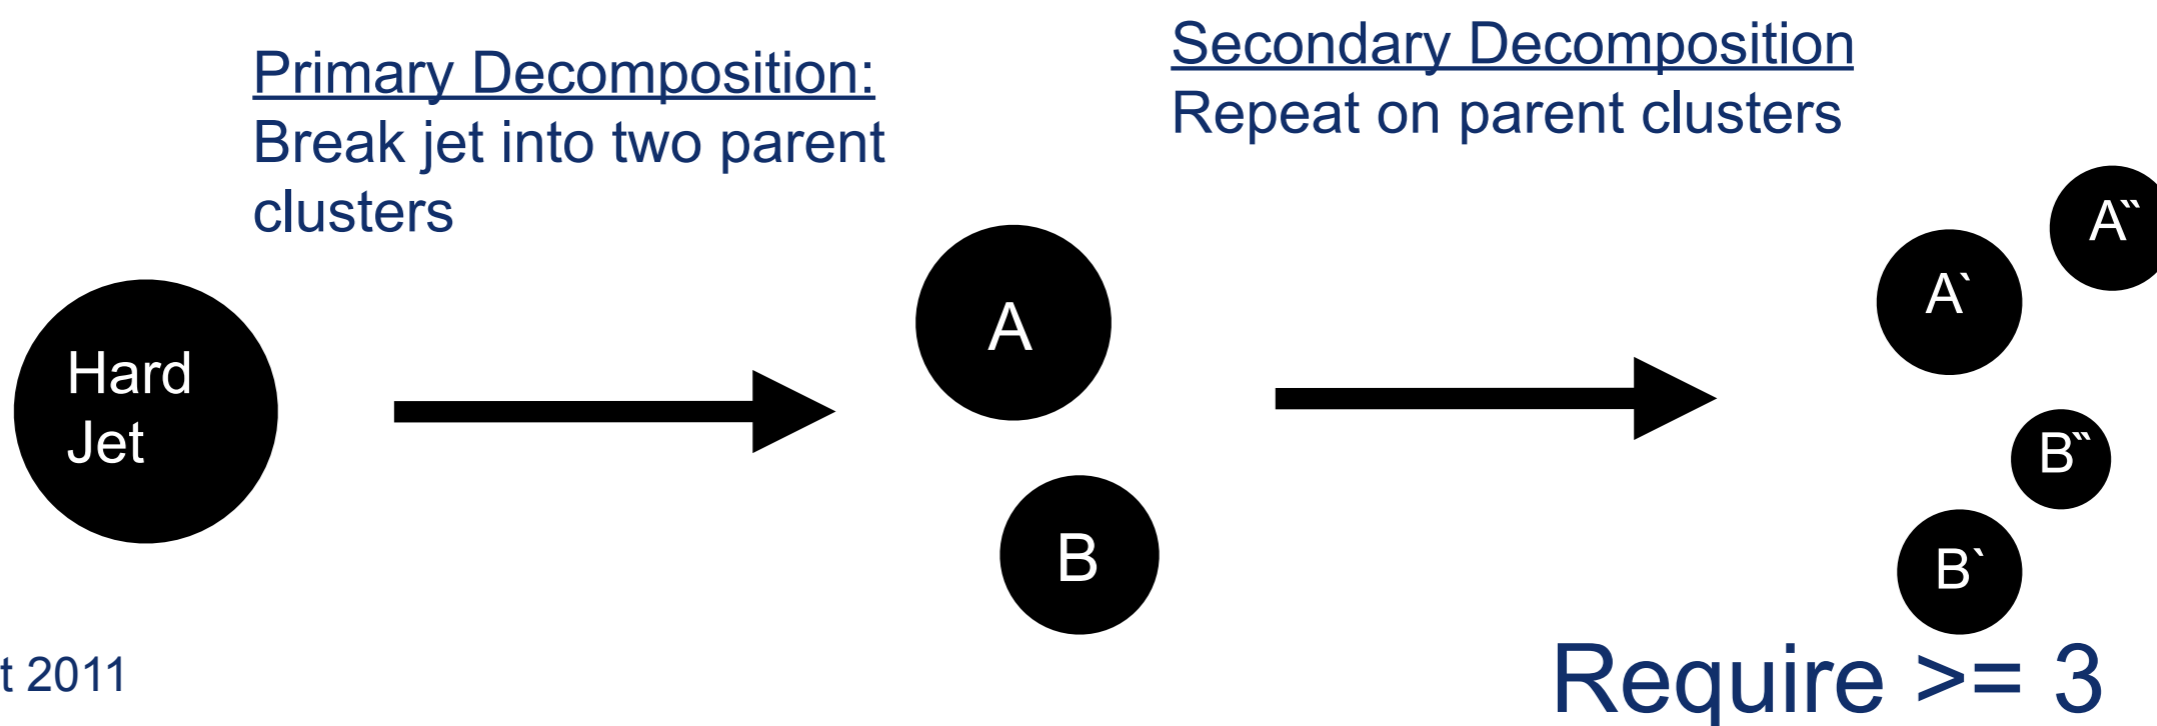 Primary Decomposition:
Break jet into two parent
clusters
Secondary Decomposition
Repeat on parent clusters
Hard
Jet
A
B
A`
A``
B``
B`
t 2011
Require >= 3